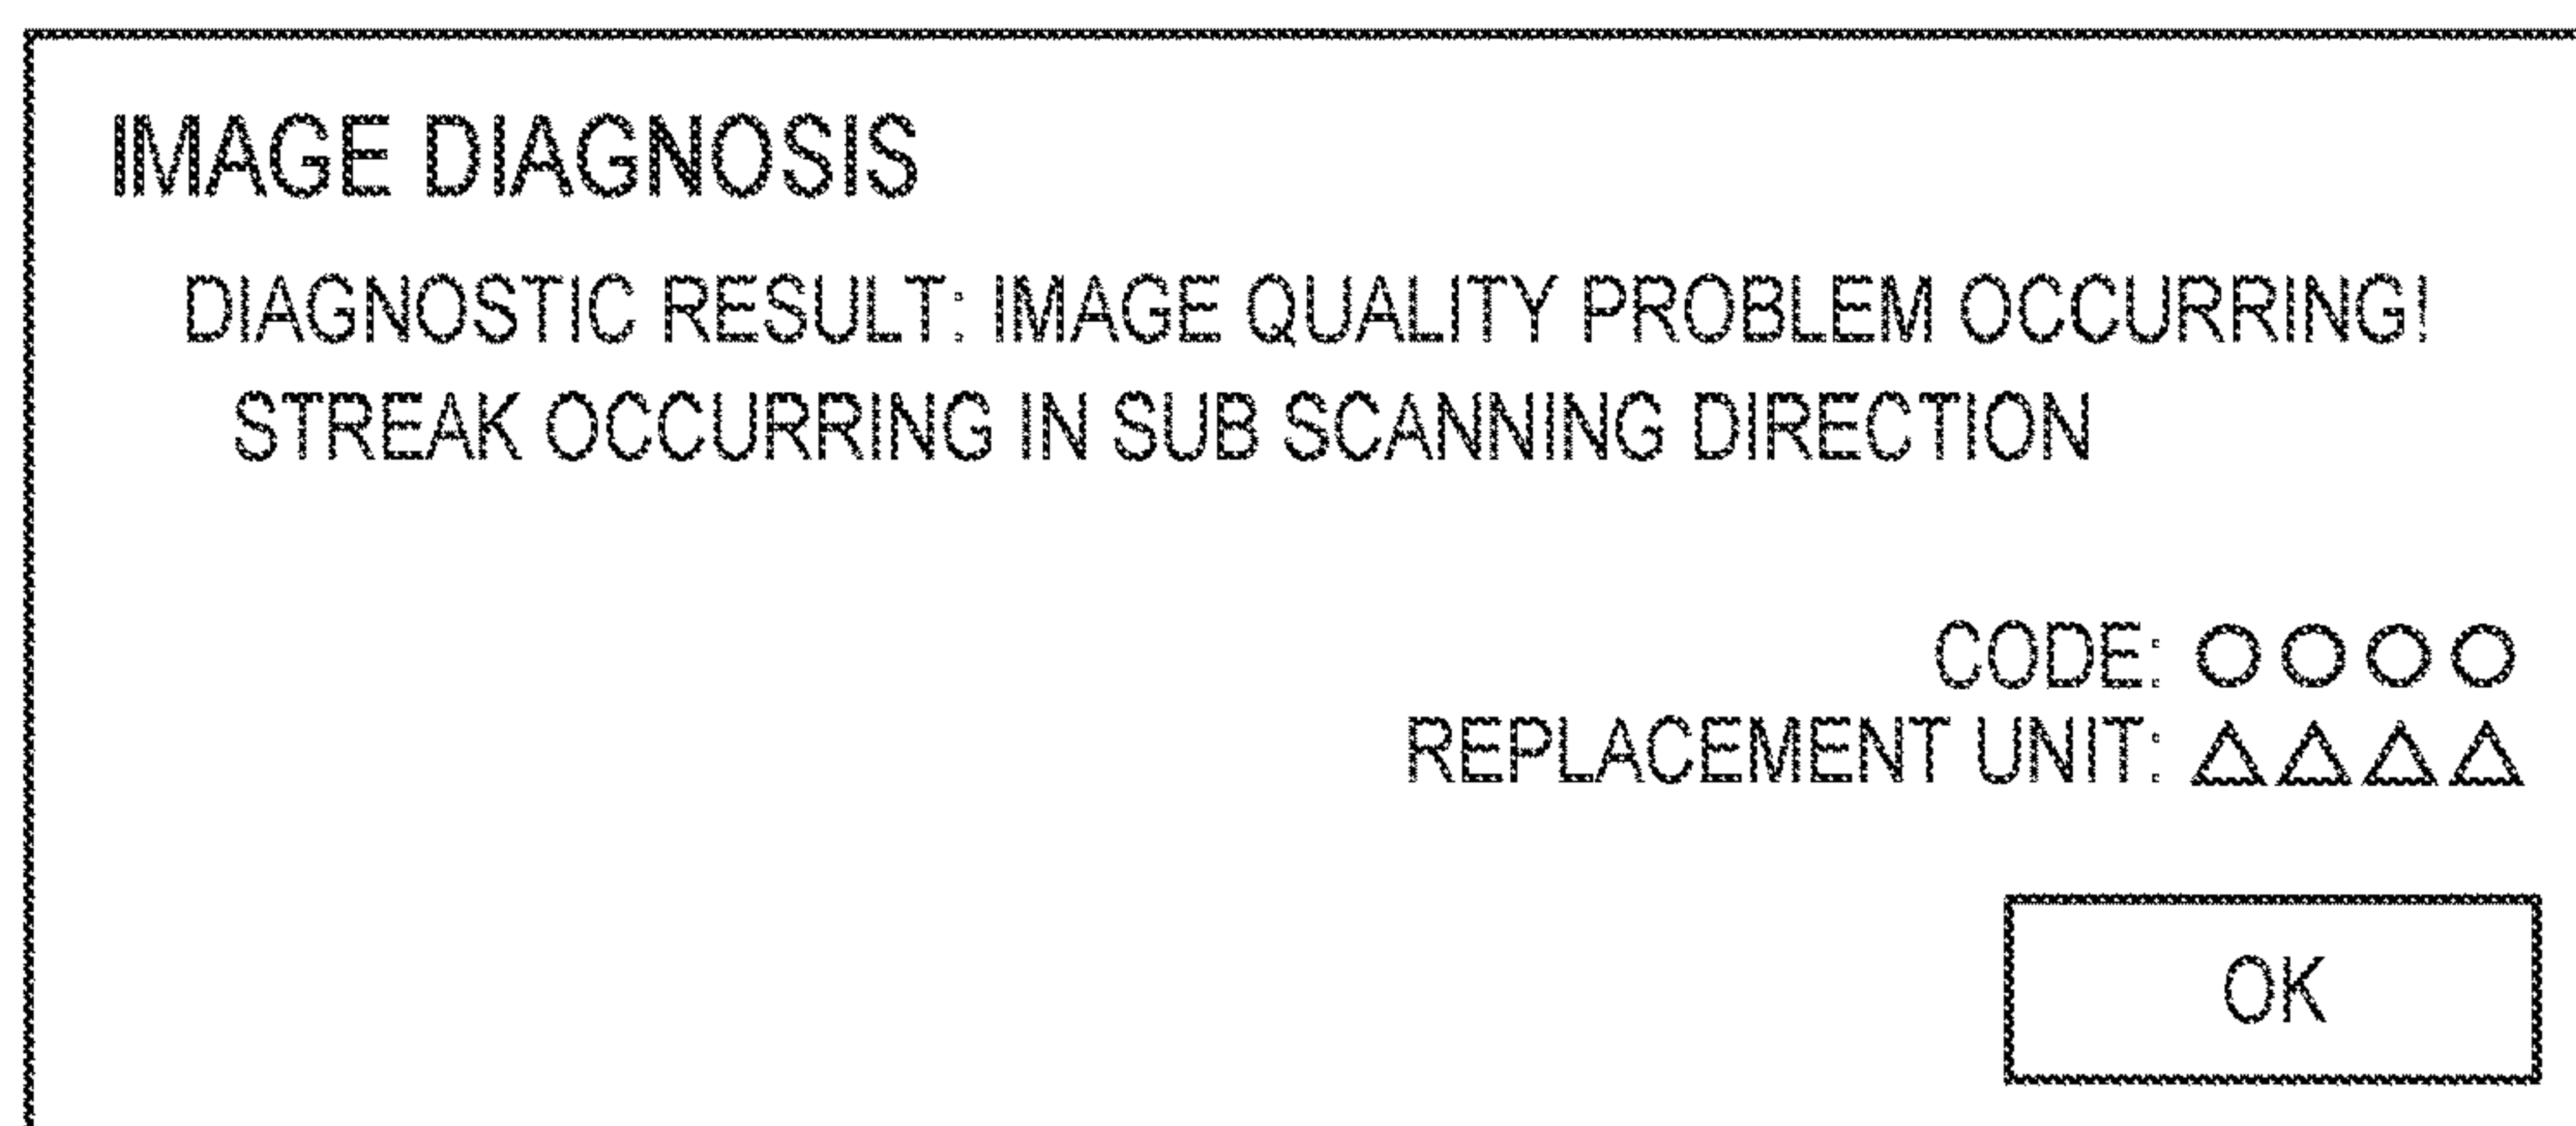 IMAGE DIAGNOSIS
DIAGNOSTIC RESULT: IMAGE QUALITY PROBLEM OCCURRING!
STREAK OCCURRING IN SUB SCANNING DIRECTION
CODE: ○○○○
REPLACEMENT UNIT: △△△△
OK